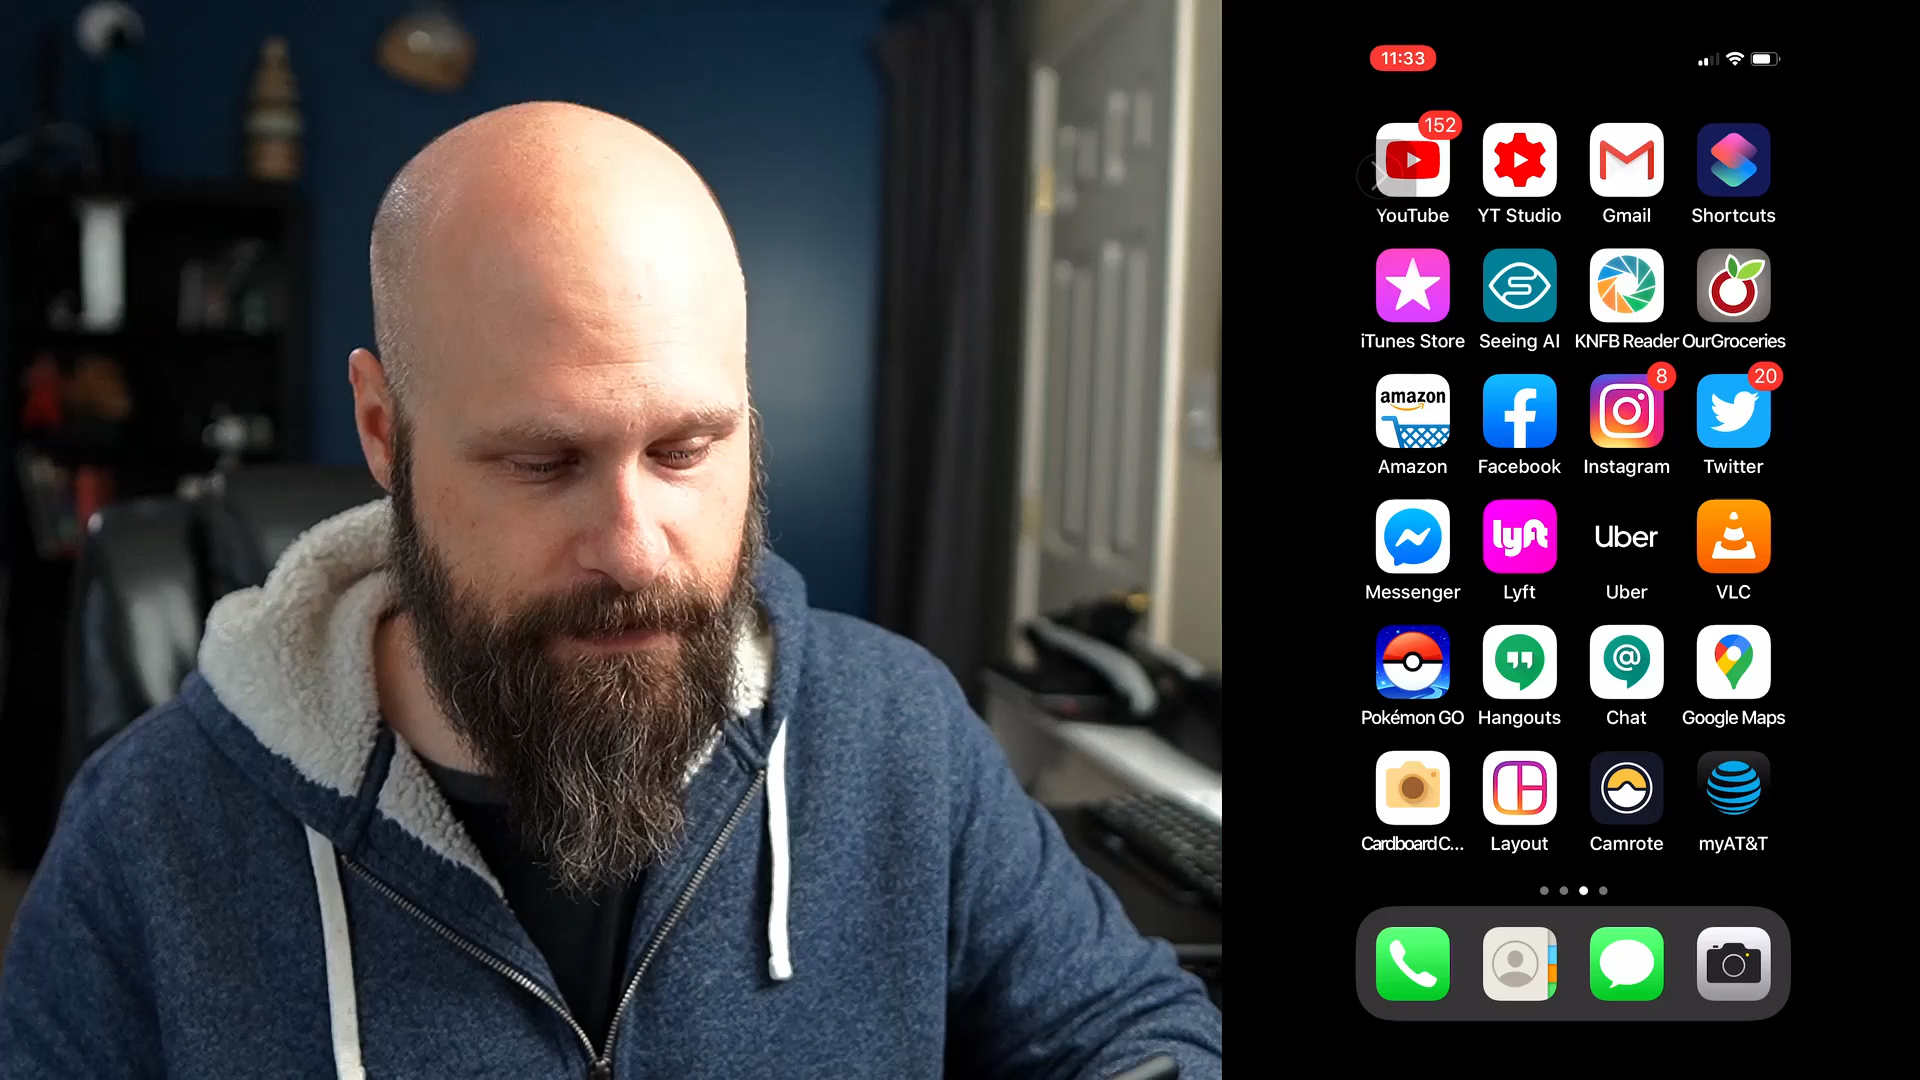 11:33
152
YouTube YT Studio Gmail Shortcuts
iTunes Store Seeing AI KNFB Reader OurGroceries
8 20
amazon
Amazon Facebook Instagram Twitter
lyft Uber
Messenger Lyft Uber VLC
@
Pokémon GO Hangouts Chat Google Maps
Cardboard C... Layout Camrote myAT&T